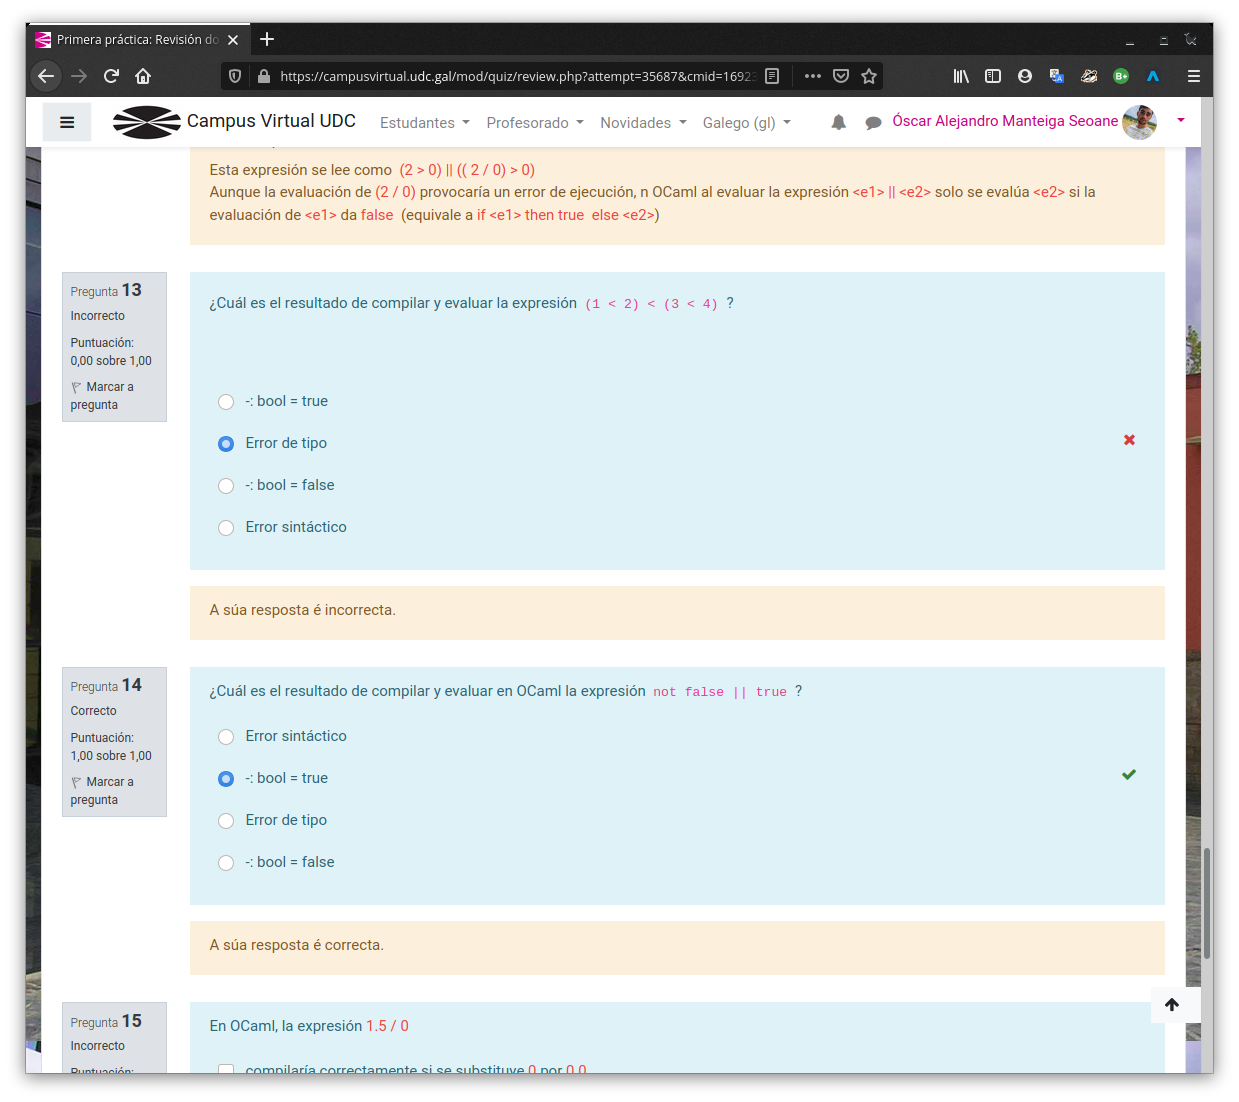 Primera práctica: Revisión do
https://campusvirtual.udc.gal/mod/quiz/review.php?attempt=35687&cmid=16923
Campus Virtual UDC
Estudantes
Profesorado
Novidades
Galego (gl)
Óscar Alejandro Manteiga Seoane
Esta expresión se lee como (2 > 0) || (( 2 / 0) > 0)
Aunque la evaluación de (2 / 0) provocaría un error de ejecución, n OCaml al evaluar la expresión <e1> || <e2> solo se evalúa <e2> si la
evaluación de <e1> da false (equivale a if <e1> then true else <e2>)
Pregunta 13
Incorrecto
Puntuación:
0,00 sobre 1,00
Marcar a
pregunta
¿Cuál es el resultado de compilar y evaluar la expresión (1 < 2) < (3 < 4) ?
-: bool = true
Error de tipo
-: bool = false
Error sintáctico
A súa resposta é incorrecta.
Pregunta 14
Correcto
Puntuación:
1,00 sobre 1,00
Marcar a
pregunta
¿Cuál es el resultado de compilar y evaluar en OCaml la expresión not false || true ?
Error sintáctico
-: bool = true
Error de tipo
-: bool = false
A súa resposta é correcta.
Pregunta 15
Incorrecto
Puntuación:
En OCaml, la expresión 1.5 / 0
compilaría correctamente si se substituye 0 por 0.0